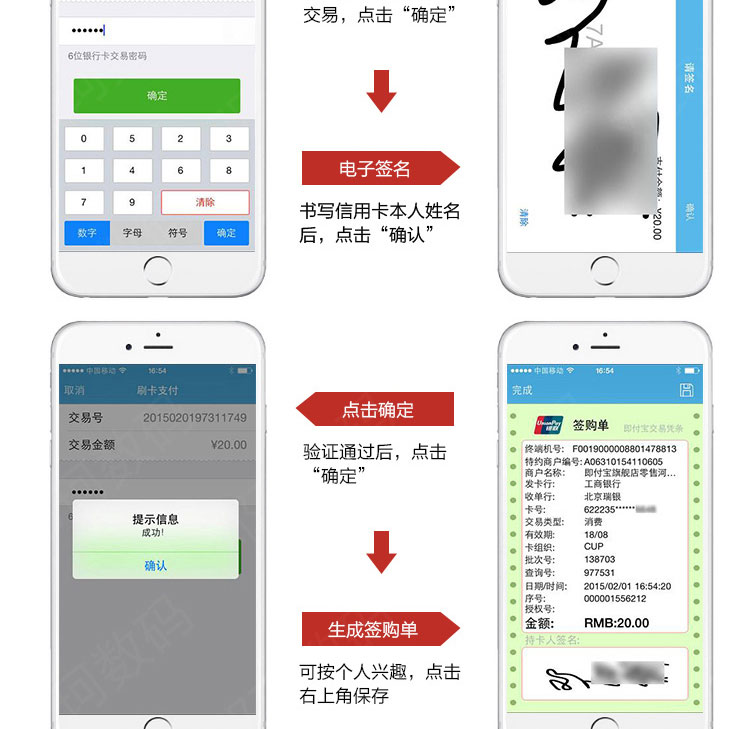 交易，点击“确定”
••••••
6位银行卡交易密码
确定
0 5 2 3
1 4 6 8
7 9 清除
数字 字母 符号 确定
电子签名
书写信用卡本人姓名
后，点击“确认”
请签名
确认
清除
支付金额: ¥20.00
7A
中国移动 16:54
取消 刷卡支付
交易号 2015020197311749
交易金额 ¥20.00
••••••
提示信息
成功!
确认
点击确定
验证通过后，点击
“确定”
生成签购单
可按个人兴趣，点击
右上角保存
中国移动 16:54
完成
UnionPay
银联
签购单 即付宝交易凭条
终端机号: F0019000008801478813
特约商户编号: A06310154110605
商户名称: 即付宝旗舰店零售河...
发卡行: 工商银行
收单行: 北京瑞银
卡号: 622235******
交易类型: 消费
有效期: 18/08
卡组织: CUP
批次号: 138703
查询号: 977531
日期/时间: 2015/02/01 16:54:20
序号: 000001556212
授权号:
金额: RMB:20.00
持卡人签名: